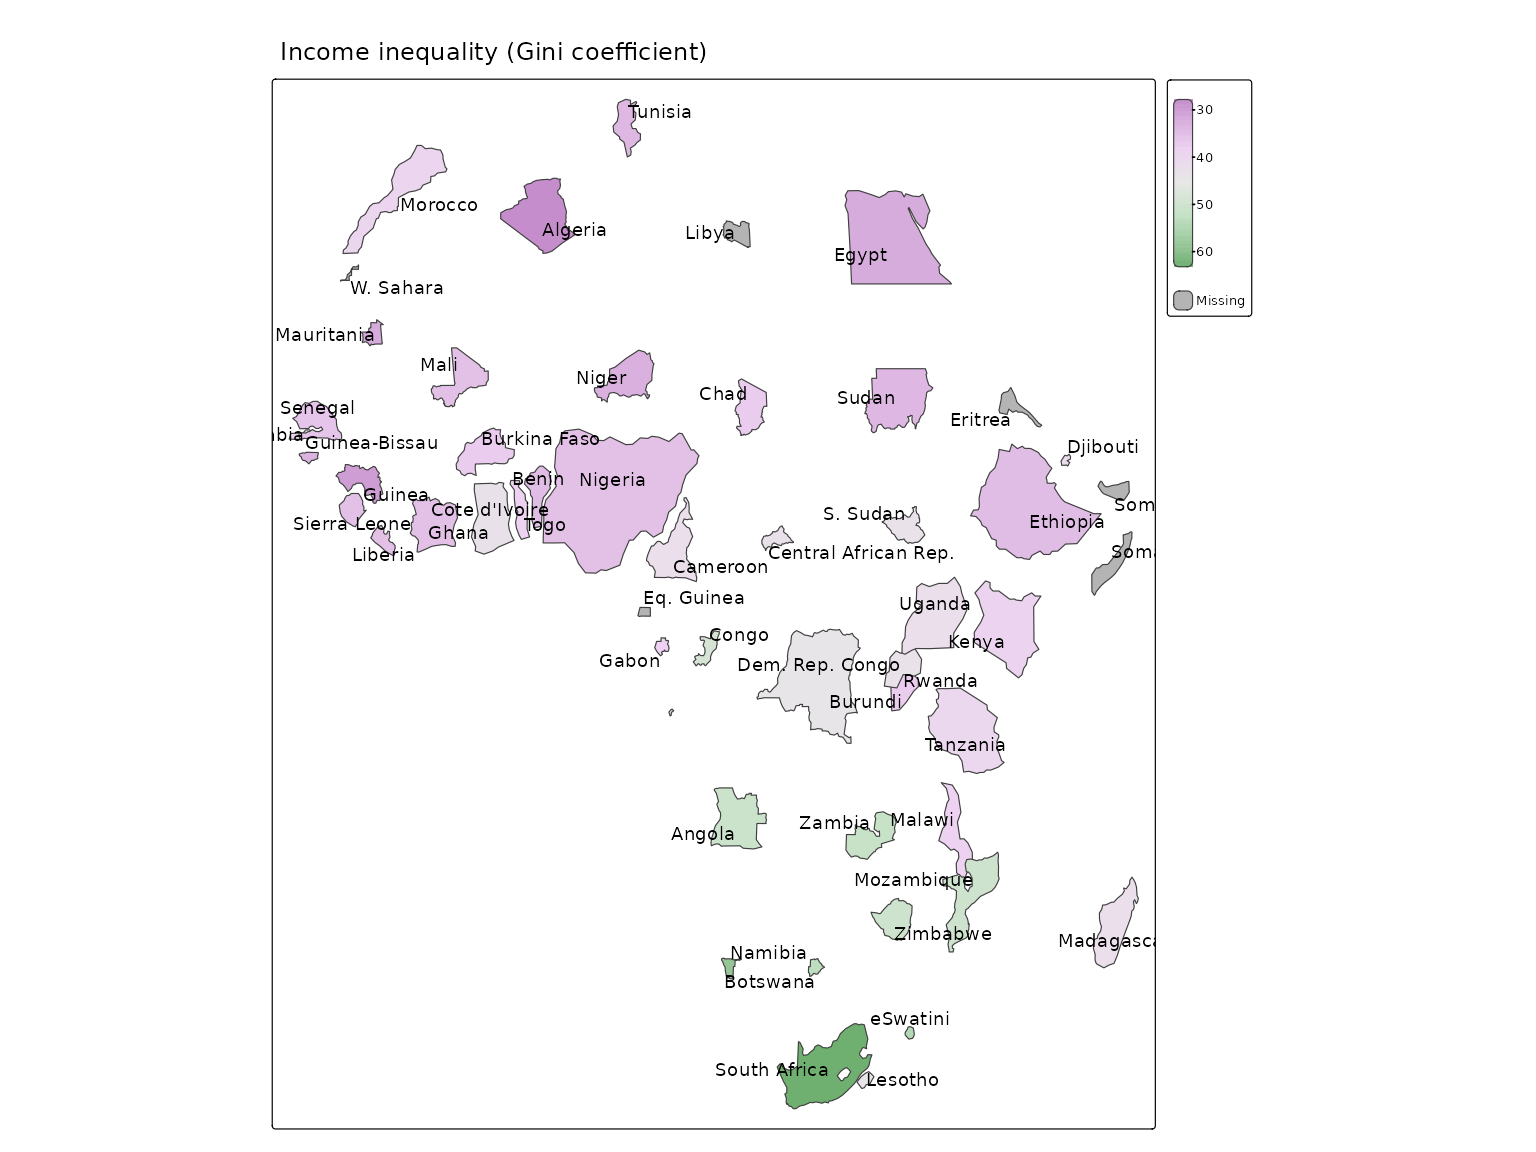 Income inequality (Gini coefficient)
30
40
50
60
Missing
Tunisia
Morocco
Algeria
Libya
Egypt
W. Sahara
Mauritania
Mali
Niger
Chad
Sudan
Eritrea
Senegal
bia
Guinea-Bissau
Burkina Faso
Djibouti
Benin
Nigeria
Guinea
Som
Cote d'Ivoire
S. Sudan
Ethiopia
Sierra Leone
Togo
Ghana
Liberia
Central African Rep.
Soma
Cameroon
Eq. Guinea
Uganda
Congo
Kenya
Gabon
Dem. Rep. Congo
Rwanda
Burundi
Tanzania
Angola
Zambia
Malawi
Mozambique
Zimbabwe
Madagasca
Namibia
Botswana
eSwatini
South Africa
Lesotho